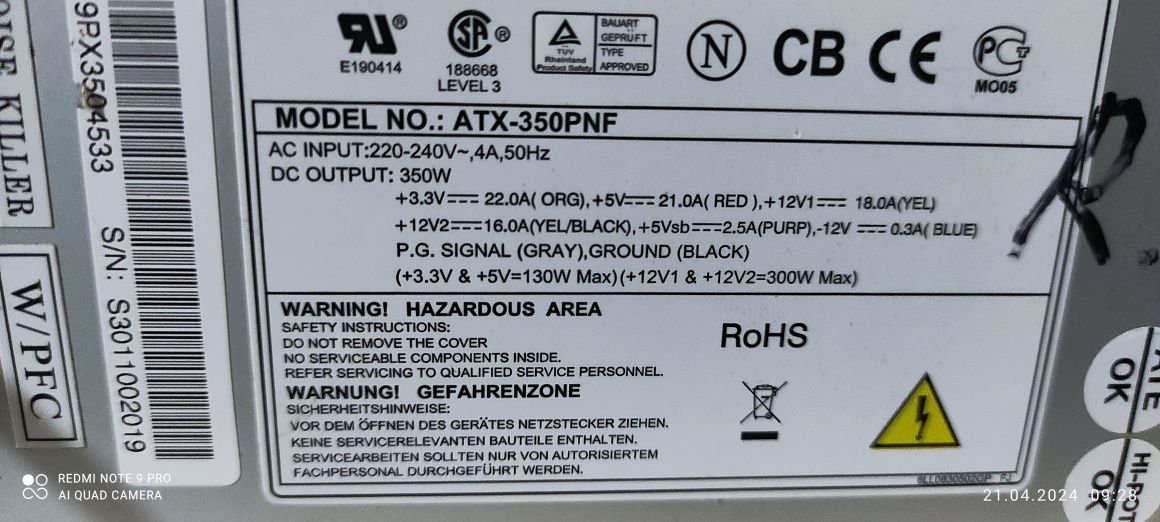 E190414
SA
188668
LEVEL 3
TÜV
Rheinland
Product Safety
BAUART
GEPRÜFT
TYPE
APPROVED
N
CB
CE
MO05
MODEL NO.: ATX-350PNF
AC INPUT:220-240V~,4A,50Hz
DC OUTPUT: 350W
+3.3V⎓ 22.0A( ORG),+5V⎓ 21.0A( RED ),+12V1⎓ 18.0A(YEL)
+12V2⎓16.0A(YEL/BLACK),+5Vsb⎓2.5A(PURP),-12V ⎓ 0.3A( BLUE)
P.G. SIGNAL (GRAY),GROUND (BLACK)
(+3.3V & +5V=130W Max)(+12V1 & +12V2=300W Max)
WARNING! HAZARDOUS AREA
SAFETY INSTRUCTIONS:
DO NOT REMOVE THE COVER
NO SERVICEABLE COMPONENTS INSIDE.
REFER SERVICING TO QUALIFIED SERVICE PERSONNEL.
WARNUNG! GEFAHRENZONE
SICHERHEITSHINWEISE:
VOR DEM ÖFFNEN DES GERÄTES NETZSTECKER ZIEHEN.
KEINE SERVICERELEVANTEN BAUTEILE ENTHALTEN.
SERVICEARBEITEN SOLLTEN NUR VON AUTORISIERTEM
FACHPERSONAL DURCHGEFÜHRT WERDEN.
RoHS
R
NOISE KILLER
W/PFC
9PX3504533
S/N: S3011002019
ATE
OK
HI-POT
OK
REDMI NOTE 9 PRO
AI QUAD CAMERA
21.04.2024 09:28